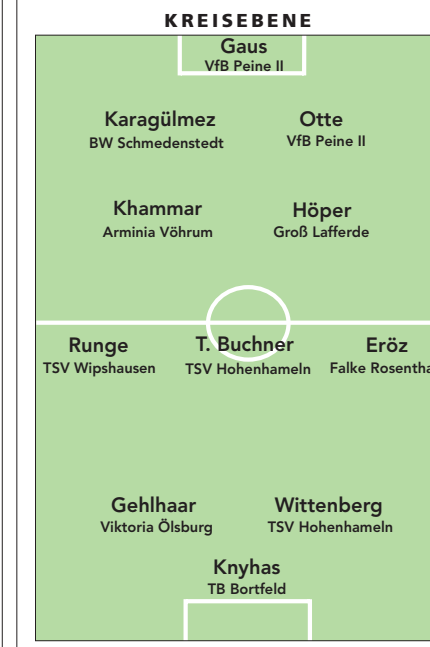 KREISEBENE
Gaus
VfB Peine II
Karagülmez Otte
BW Schmedenstedt VfB Peine II
Khammar Höper
Arminia Vöhrum Groß Lafferde
Runge T. Buchner Eröz
TSV Wipshausen TSV Hohenhameln Falke
Gehlhaar Wittenberg
Viktoria Ölsburg TSV Hohenhameln
Knyhas
TB Bortfeld